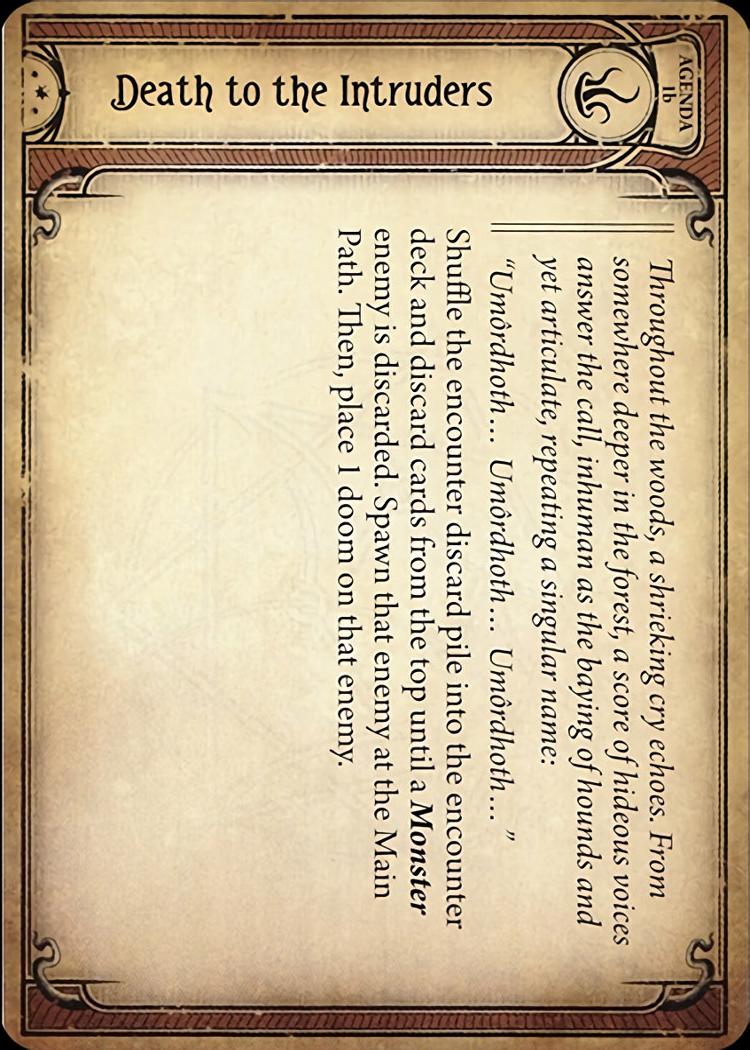 AGENDA
1b
Death to the Intruders
Throughout the woods, a shrieking cry echoes. From
somewhere deeper in the forest, a score of hideous voices
answer the call, inhuman as the baying of hounds and
yet articulate, repeating a singular name:
“Umôrdhoth… Umôrdhoth… Umôrdhoth… ”
Shuffle the encounter discard pile into the encounter
deck and discard cards from the top until a Monster
enemy is discarded. Spawn that enemy at the Main
Path. Then, place 1 doom on that enemy.